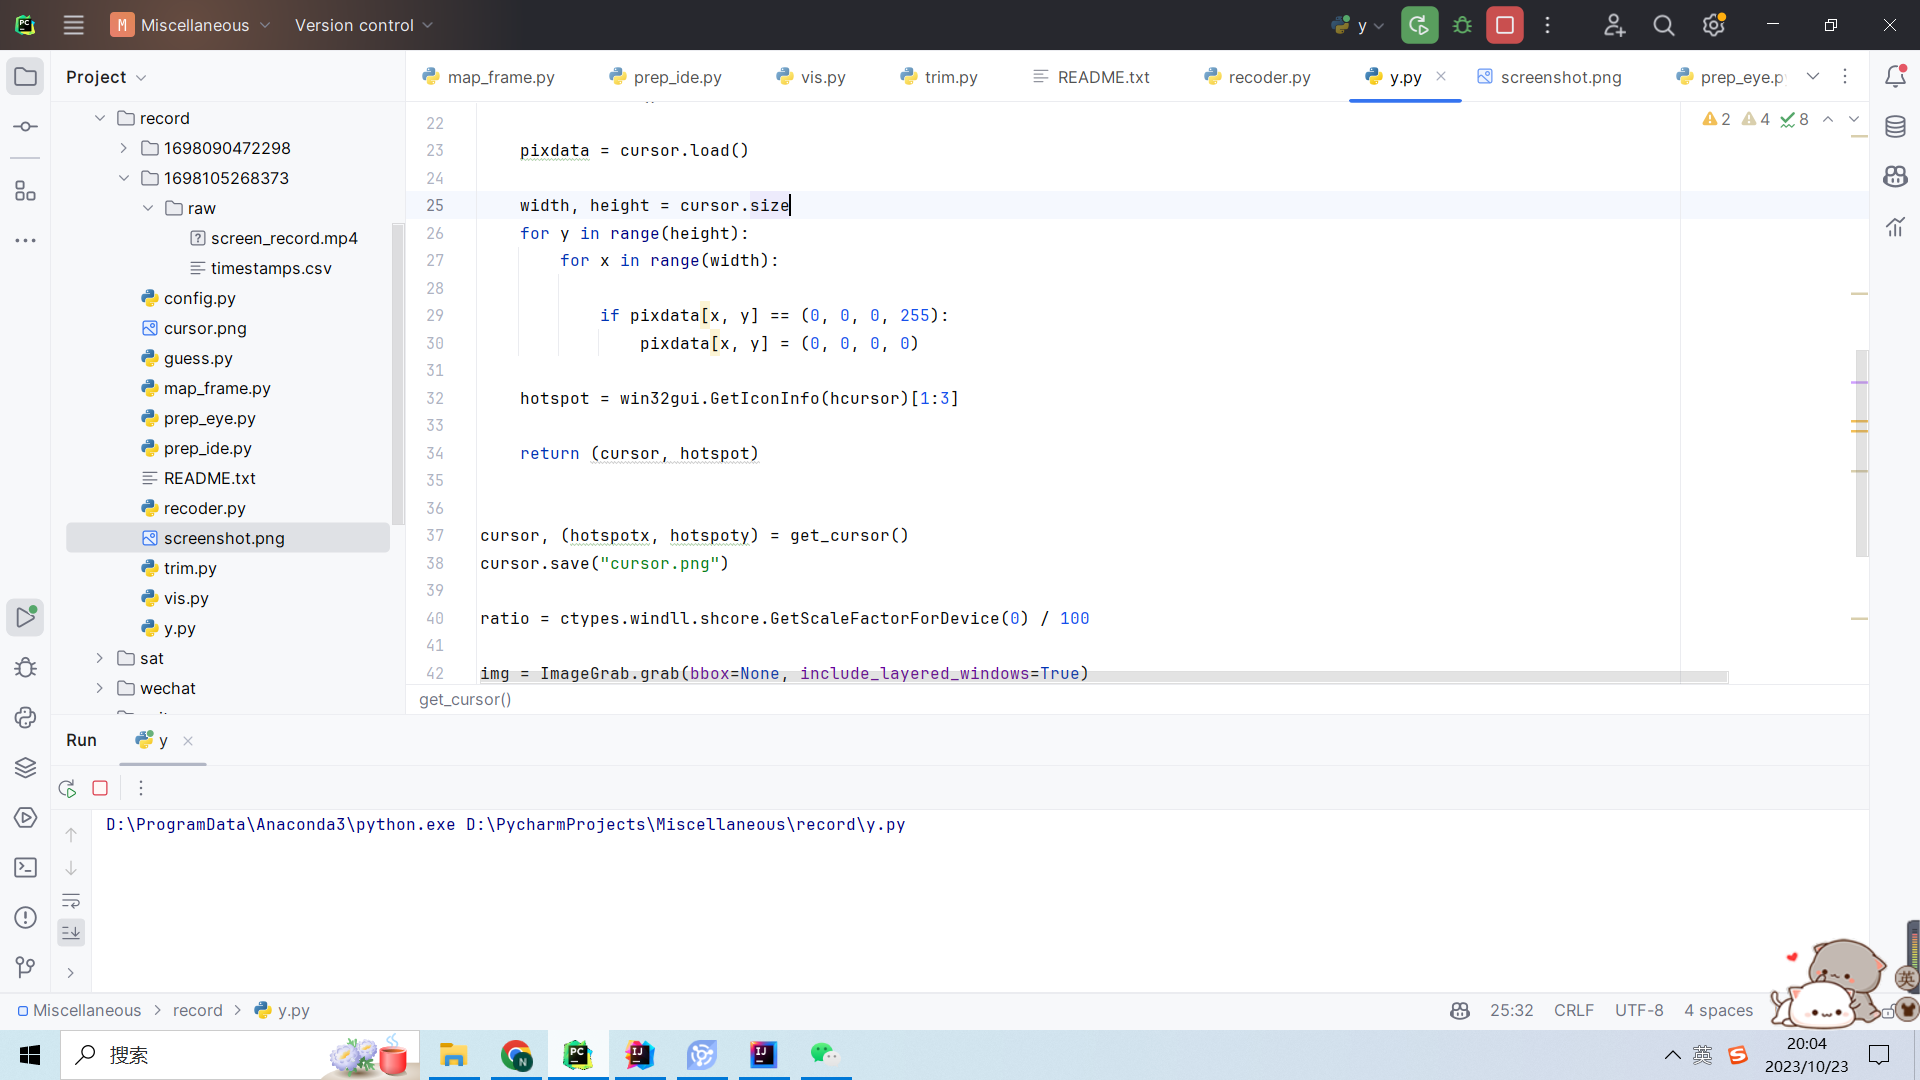 M Miscellaneous Version control y
Project
map_frame.py prep_ide.py vis.py trim.py README.txt recoder.py y.py screenshot.png prep_eye.p
record
1698090472298
1698105268373
raw
screen_record.mp4
timestamps.csv
config.py
cursor.png
guess.py
map_frame.py
prep_eye.py
prep_ide.py
README.txt
recoder.py
screenshot.png
trim.py
vis.py
y.py
sat
wechat
2 4 8
22
23 pixdata = cursor.load()
24
25 width, height = cursor.size
26 for y in range(height):
27 for x in range(width):
28
29 if pixdata[x, y] == (0, 0, 0, 255):
30 pixdata[x, y] = (0, 0, 0, 0)
31
32 hotspot = win32gui.GetIconInfo(hcursor)[1:3]
33
34 return (cursor, hotspot)
35
36
37 cursor, (hotspotx, hotspoty) = get_cursor()
38 cursor.save("cursor.png")
39
40 ratio = ctypes.windll.shcore.GetScaleFactorForDevice(0) / 100
41
42 img = ImageGrab.grab(bbox=None, include_layered_windows=True)
get_cursor()
Run y
D:\ProgramData\Anaconda3\python.exe D:\PycharmProjects\Miscellaneous\record\y.py
Miscellaneous record y.py 25:32 CRLF UTF-8 4 spaces
英
搜索
英
20:04
2023/10/23